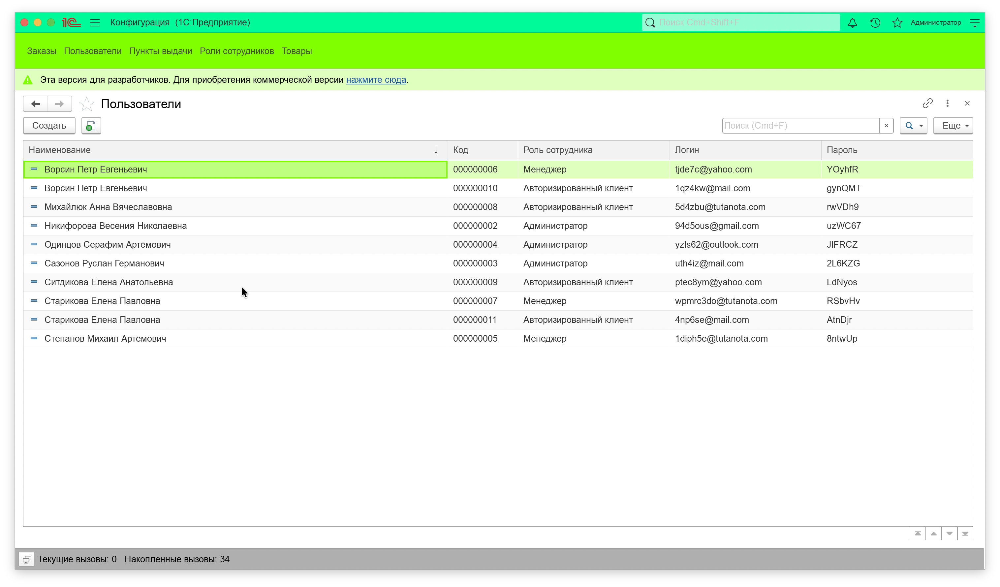 1С Конфигурация (1С:Предприятие) Поиск Cmd+Shift+F Администратор
Заказы Пользователи Пункты выдачи Роли сотрудников Товары
Эта версия для разработчиков. Для приобретения коммерческой версии нажмите сюда.
Пользователи
Создать Поиск (Cmd+F) × Еще
Наименование ↓ Код Роль сотрудника Логин Пароль
Ворсин Петр Евгеньевич 000000006 Менеджер tjde7c@yahoo.com YOyhfR
Ворсин Петр Евгеньевич 000000010 Авторизированный клиент 1qz4kw@mail.com gynQMT
Михайлюк Анна Вячеславовна 000000008 Авторизированный клиент 5d4zbu@tutanota.com rwVDh9
Никифорова Весения Николаевна 000000002 Администратор 94d5ous@gmail.com uzWC67
Одинцов Серафим Артёмович 000000004 Администратор yzls62@outlook.com JlFRCZ
Сазонов Руслан Германович 000000003 Администратор uth4iz@mail.com 2L6KZG
Ситдикова Елена Анатольевна 000000009 Авторизированный клиент ptec8ym@yahoo.com LdNyos
Старикова Елена Павловна 000000007 Менеджер wpmrc3do@tutanota.com RSbvHv
Старикова Елена Павловна 000000011 Авторизированный клиент 4np6se@mail.com AtnDjr
Степанов Михаил Артёмович 000000005 Менеджер 1diph5e@tutanota.com 8ntwUp
Текущие вызовы: 0 Накопленные вызовы: 34